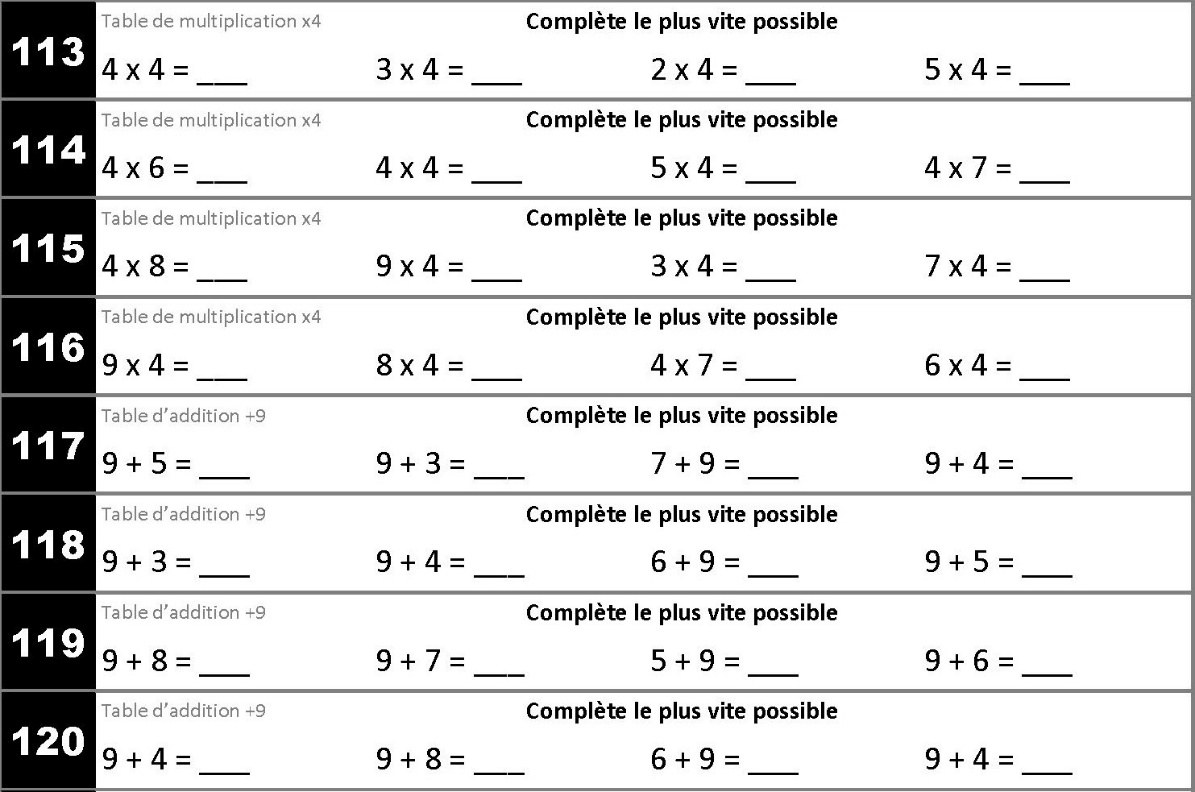 113 Table de multiplication x4 Complète le plus vite possible
4 x 4 = ___ 3 x 4 = ___ 2 x 4 = ___ 5 x 4 = ___
114 Table de multiplication x4 Complète le plus vite possible
4 x 6 = ___ 4 x 4 = ___ 5 x 4 = ___ 4 x 7 = ___
115 Table de multiplication x4 Complète le plus vite possible
4 x 8 = ___ 9 x 4 = ___ 3 x 4 = ___ 7 x 4 = ___
116 Table de multiplication x4 Complète le plus vite possible
9 x 4 = ___ 8 x 4 = ___ 4 x 7 = ___ 6 x 4 = ___
117 Table d’addition +9 Complète le plus vite possible
9 + 5 = ___ 9 + 3 = ___ 7 + 9 = ___ 9 + 4 = ___
118 Table d’addition +9 Complète le plus vite possible
9 + 3 = ___ 9 + 4 = ___ 6 + 9 = ___ 9 + 5 = ___
119 Table d’addition +9 Complète le plus vite possible
9 + 8 = ___ 9 + 7 = ___ 5 + 9 = ___ 9 + 6 = ___
120 Table d’addition +9 Complète le plus vite possible
9 + 4 = ___ 9 + 8 = ___ 6 + 9 = ___ 9 + 4 = ___